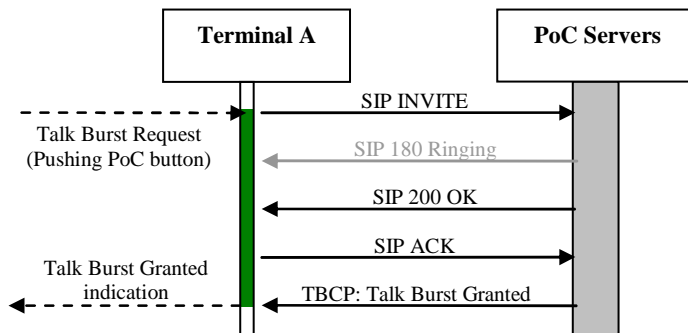 Terminal A
PoC Servers
SIP INVITE
Talk Burst Request
(Pushing PoC button)
SIP 180 Ringing
SIP 200 OK
SIP ACK
Talk Burst Granted
indication
TBCP: Talk Burst Granted